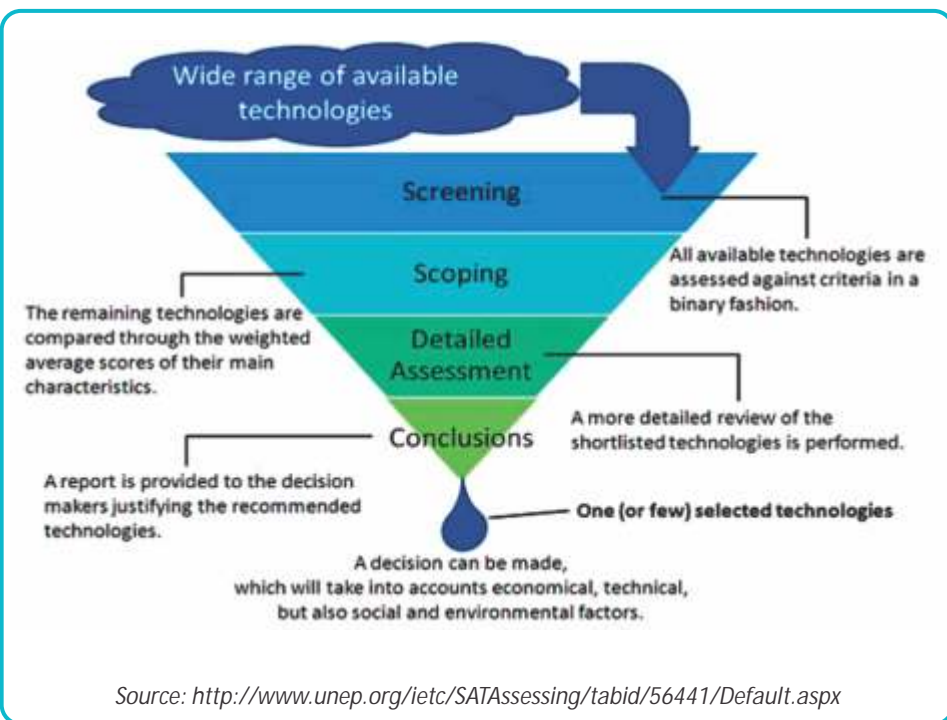 Wide range of available
technologies
Screening
All available technologies are
assessed against criteria in a
binary fashion.
Scoping
The remaining technologies are
compared through the weighted
average scores of their main
characteristics.
Detailed
Assessment
A more detailed review of the
shortlisted technologies is performed.
Conclusions
A report is provided to the decision
makers justifying the recommended
technologies.
One (or few) selected technologies
A decision can be made,
which will take into accounts economical, technical,
but also social and environmental factors.
Source: http://www.unep.org/ietc/SATAssessing/tabid/56441/Default.aspx